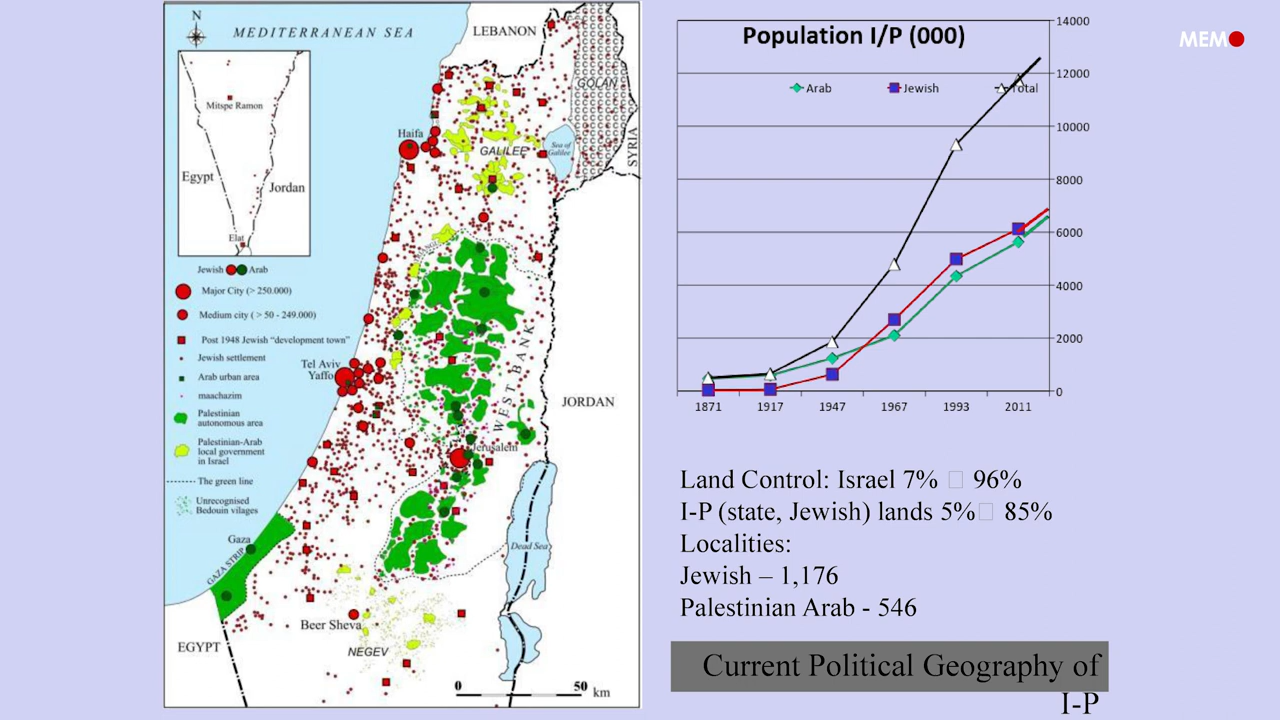 N
MEDITERRANEAN SEA
LEBANON
GOLAN
SYRIA
Mitspe Ramon
Egypt
Jordan
Elat
Haifa
GALILEE
Sea of
Galilee
Jewish Arab
Major City (> 250.000)
Medium city ( > 50 - 249.000)
Post 1948 Jewish "development town"
Jewish settlement
Arab urban area
maachazim
Palestinian
autonomous area
Palestinian-Arab
local government
in Israel
The green line
Unrecognised
Bedouin vilages
Tel Aviv
Yaffo
WEST BANK
JORDAN
Jerusalem
Gaza
GAZA STRIP
Dead Sea
Beer Sheva
EGYPT
NEGEV
0 50 km
Population I/P (000)
Arab Jewish Total
14000
12000
10000
8000
6000
4000
2000
0
1871 1917 1947 1967 1993 2011
MEMO
Land Control: Israel 7% 96%
I-P (state, Jewish) lands 5% 85%
Localities:
Jewish – 1,176
Palestinian Arab - 546
Current Political Geography of
I-P